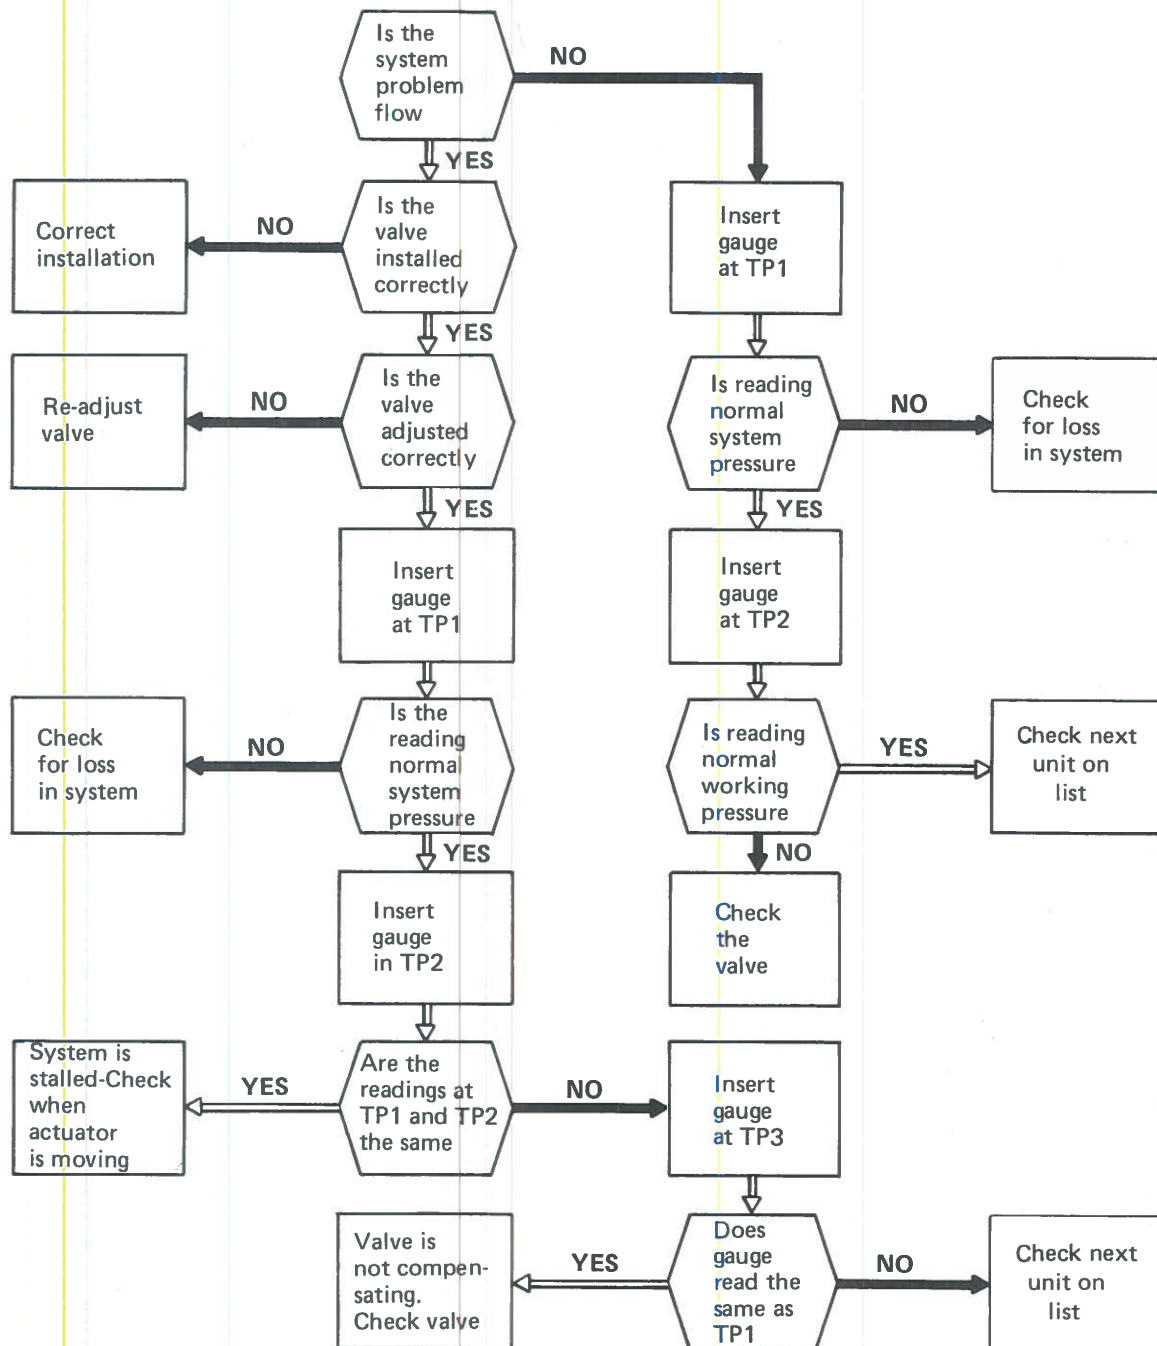 Is the
system
problem
flow
NO
YES
Correct
installation
NO
Is the
valve
installed
correctly
Insert
gauge
at TP1
YES
Re-adjust
valve
NO
Is the
valve
adjusted
correctly
Is reading
normal
system
pressure
NO
Check
for loss
in system
YES
YES
Insert
gauge
at TP1
Insert
gauge
at TP2
Check
for loss
in system
NO
Is the
reading
normal
system
pressure
Is reading
normal
working
pressure
YES
Check next
unit on
list
YES
NO
Insert
gauge
in TP2
Check
the
valve
System is
stalled-Check
when
actuator
is moving
YES
Are the
readings at
TP1 and TP2
the same
NO
Insert
gauge
at TP3
Valve is
not compen-
sating.
Check valve
YES
Does
gauge
read the
same as
TP1
NO
Check next
unit on
list